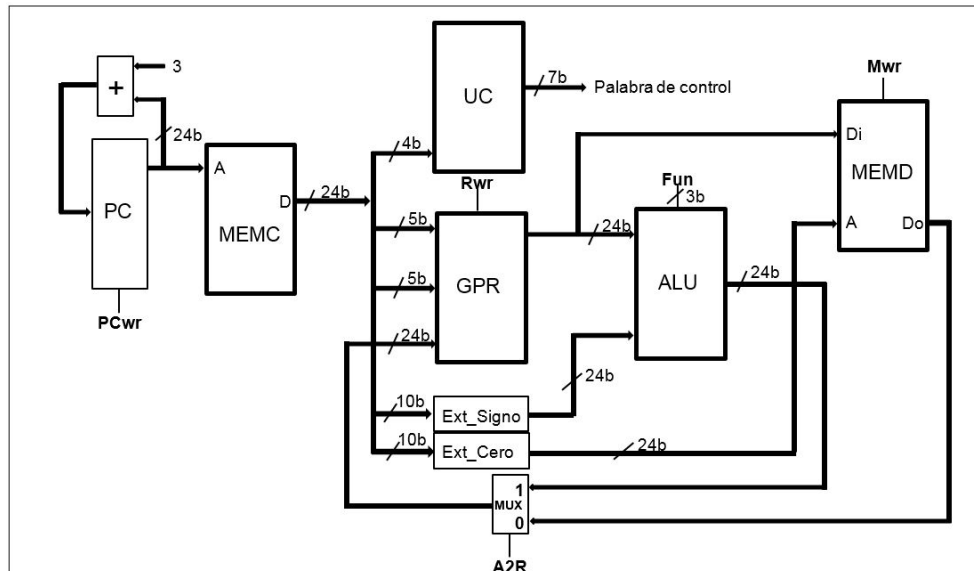 3
+
24b
PC
PCwr
A
D
MEMC
24b
UC
7b
Palabra de control
4b
Rwr
5b
5b
24b
GPR
24b
Fun
3b
ALU
24b
24b
Mwr
Di
MEMD
A
Do
10b
Ext_Signo
10b
Ext_Cero
24b
1
MUX
0
A2R